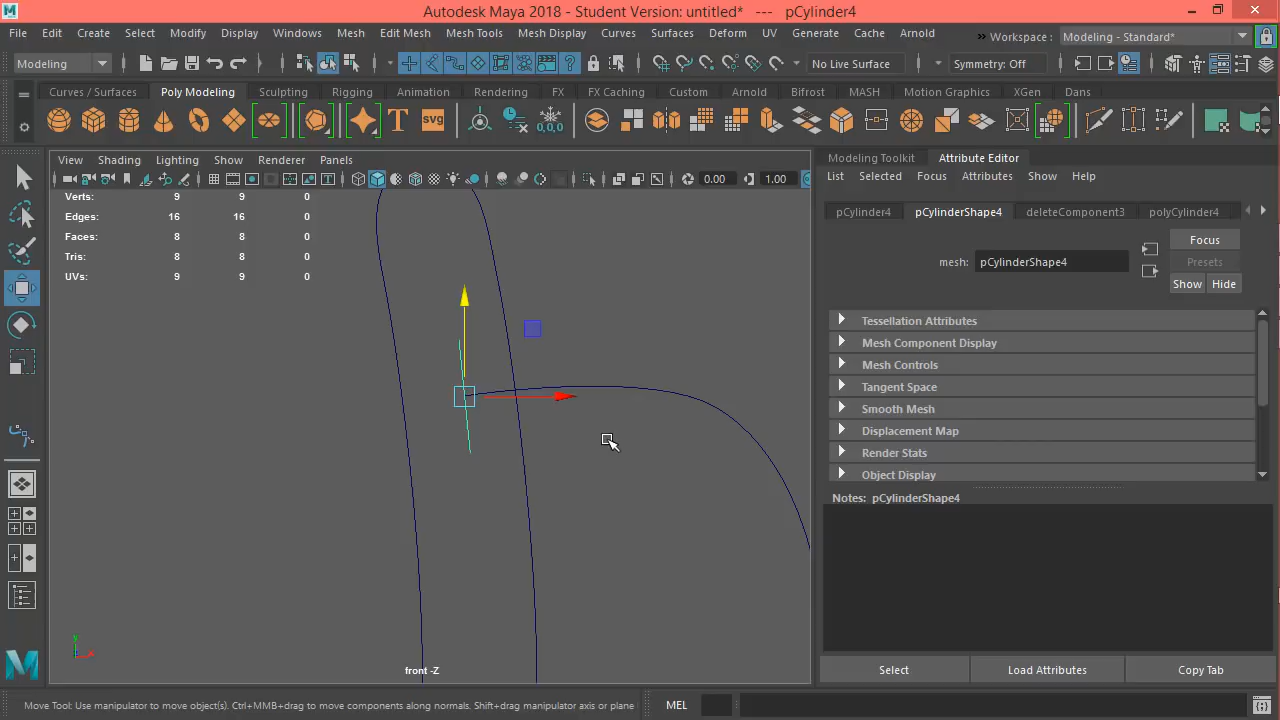 Autodesk Maya 2018 - Student Version: untitled* --- pCylinder4
File Edit Create Select Modify Display Windows Mesh Edit Mesh Mesh Tools Mesh Display Curves Surfaces Deform UV Generate Cache Arnold » Workspace : Modeling - Standard*
Modeling No Live Surface Symmetry: Off
Curves / Surfaces Poly Modeling Sculpting Rigging Animation Rendering FX FX Caching Custom Arnold Bifrost MASH Motion Graphics XGen Dans
T SVG 0,0,0
View Shading Lighting Show Renderer Panels
0.00 1.00
Verts: 9 9 0
Edges: 16 16 0
Faces: 8 8 0
Tris: 8 8 0
UVs: 9 9 0
front -Z
Modeling Toolkit Attribute Editor
List Selected Focus Attributes Show Help
pCylinder4 pCylinderShape4 deleteComponent3 polyCylinder4
Focus
mesh: pCylinderShape4
Presets
Show Hide
Tessellation Attributes
Mesh Component Display
Mesh Controls
Tangent Space
Smooth Mesh
Displacement Map
Render Stats
Object Display
Notes: pCylinderShape4
Select Load Attributes Copy Tab
Move Tool: Use manipulator to move object(s). Ctrl+MMB+drag to move components along normals. Shift+drag manipulator axis or plane
MEL